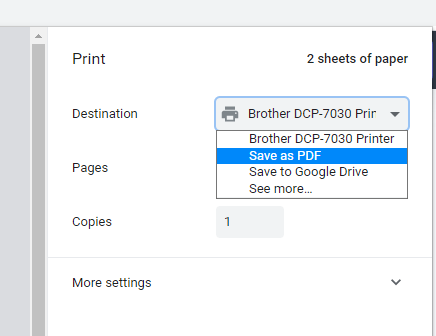 Print 2 sheets of paper
Destination Brother DCP-7030 Prin
Brother DCP-7030 Printer
Save as PDF
Pages Save to Google Drive
See more...
Copies 1
More settings